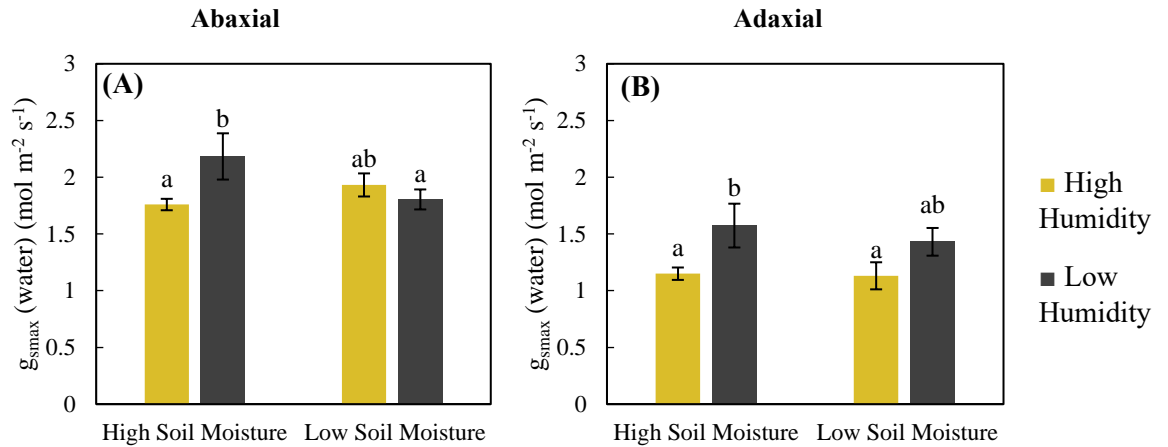 Abaxial
(A)
g_smax (water) (mol m⁻² s⁻¹)
3
2.5
2
1.5
1
0.5
0
a
b
ab
a
High Soil Moisture
Low Soil Moisture
Adaxial
(B)
g_smax (water) (mol m⁻² s⁻¹)
3
2.5
2
1.5
1
0.5
0
a
b
a
ab
High Soil Moisture
Low Soil Moisture
High
Humidity
Low
Humidity